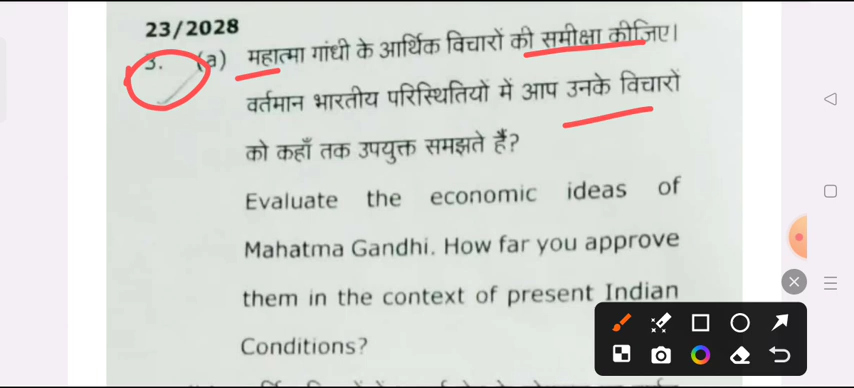 23/2028
3. (a) महात्मा गांधी के आर्थिक विचारों की समीक्षा कीजिए।
वर्तमान भारतीय परिस्थितियों में आप उनके विचारों
को कहाँ तक उपयुक्त समझते हैं?
Evaluate the economic ideas of
Mahatma Gandhi. How far you approve
them in the context of present Indian
Conditions?